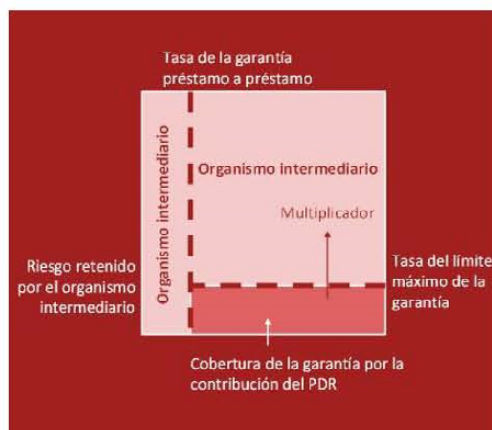 Tasa de la garantía
préstamo a préstamo
Organismo intermediario
Organismo intermediario
Multiplicador
Riesgo retenido
por el organismo
intermediario
Tasa del límite
máximo de la
garantía
Cobertura de la garantía por la
contribución del PDR